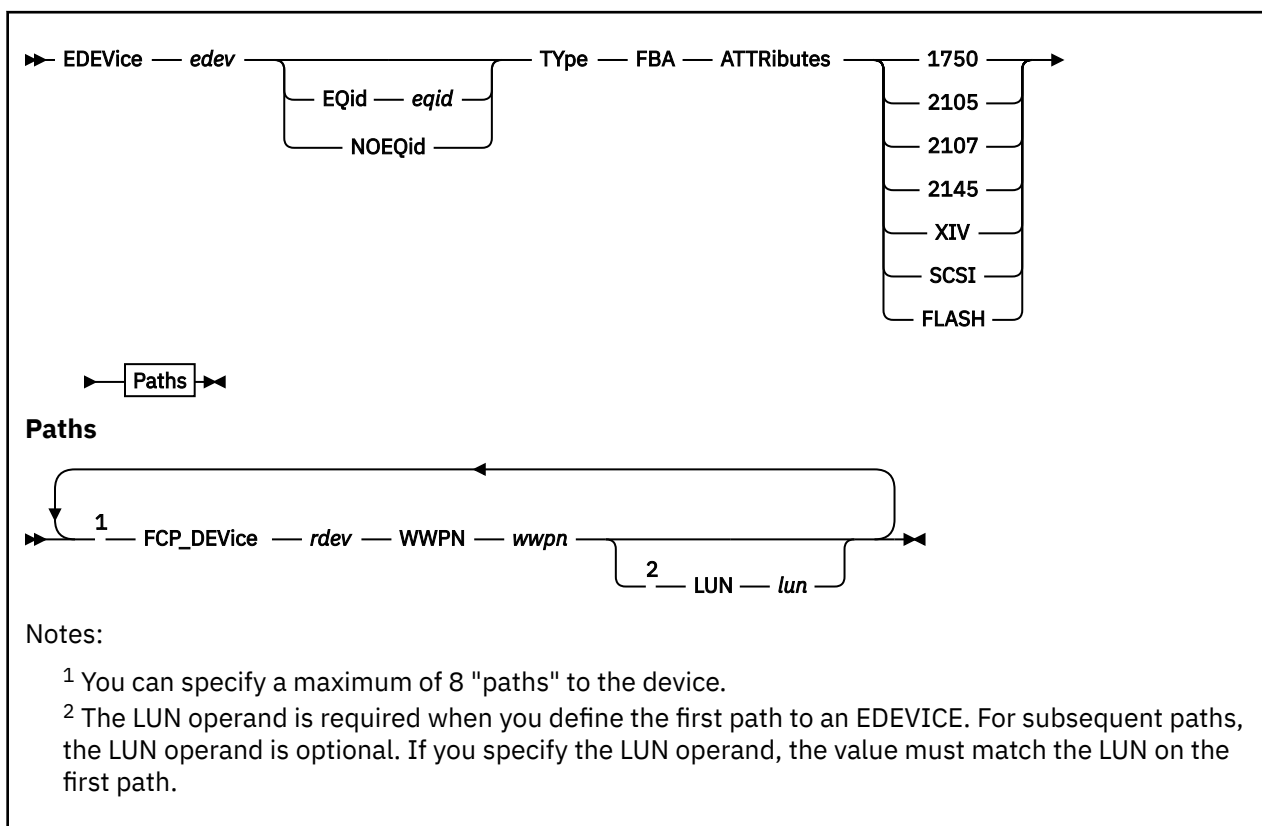 EDEVice edev TYpe FBA ATTRibutes 1750
EQid eqid 2105
NOEQid 2107
2145
XIV
SCSI
FLASH
Paths
Paths
1
FCP_DEVice rdev WWPN wwpn
2
LUN lun
Notes:
1 You can specify a maximum of 8 "paths" to the device.
2 The LUN operand is required when you define the first path to an EDEVICE. For subsequent paths,
the LUN operand is optional. If you specify the LUN operand, the value must match the LUN on the
first path.